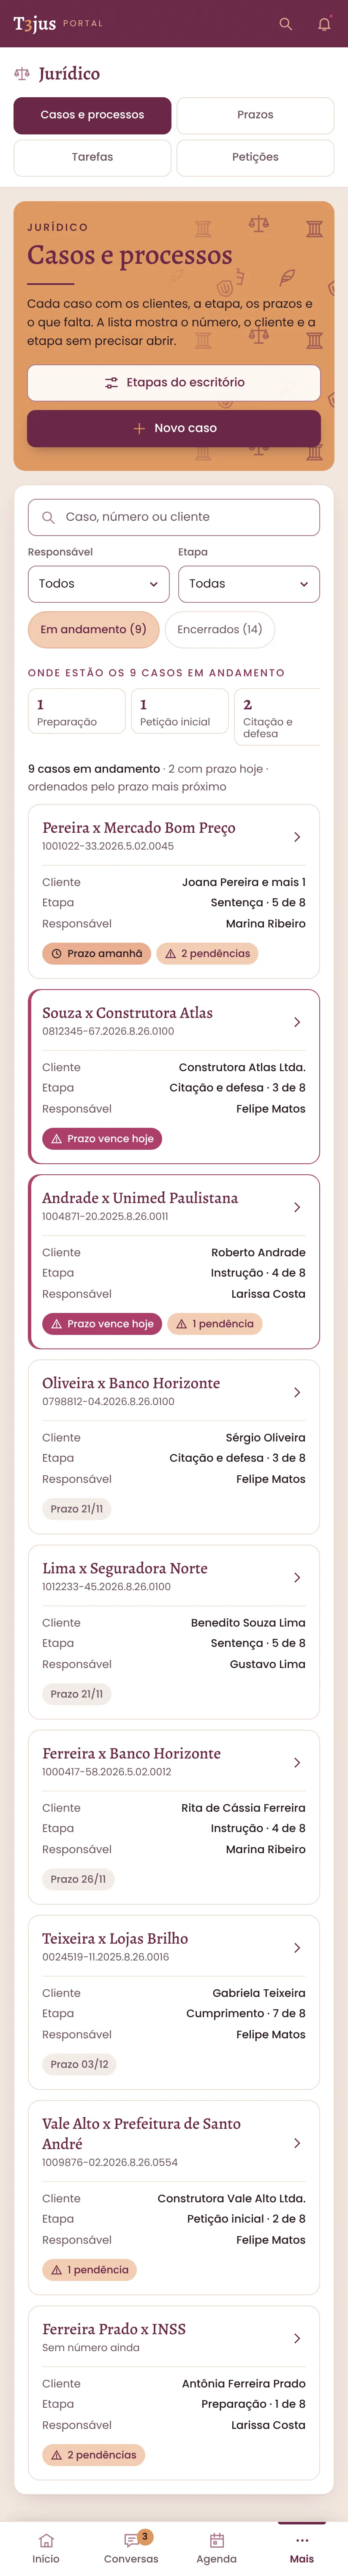 T3jus PORTAL
Jurídico
Casos e processos
Prazos
Tarefas
Petições
JURÍDICO
Casos e processos
Cada caso com os clientes, a etapa, os prazos e
o que falta. A lista mostra o número, o cliente e a
etapa sem precisar abrir.
Etapas do escritório
Novo caso
Caso, número ou cliente
Responsável
Etapa
Todos
Todas
Em andamento (9)
Encerrados (14)
ONDE ESTÃO OS 9 CASOS EM ANDAMENTO
1
Preparação
1
Petição inicial
2
Citação e
defesa
9 casos em andamento · 2 com prazo hoje ·
ordenados pelo prazo mais próximo
Pereira x Mercado Bom Preço
1001022-33.2026.5.02.0045
Cliente Joana Pereira e mais 1
Etapa Sentença · 5 de 8
Responsável Marina Ribeiro
Prazo amanhã
2 pendências
Souza x Construtora Atlas
0812345-67.2026.8.26.0100
Cliente Construtora Atlas Ltda.
Etapa Citação e defesa · 3 de 8
Responsável Felipe Matos
Prazo vence hoje
Andrade x Unimed Paulistana
1004871-20.2025.8.26.0011
Cliente Roberto Andrade
Etapa Instrução · 4 de 8
Responsável Larissa Costa
Prazo vence hoje
1 pendência
Oliveira x Banco Horizonte
0798812-04.2026.8.26.0100
Cliente Sérgio Oliveira
Etapa Citação e defesa · 3 de 8
Responsável Felipe Matos
Prazo 21/11
Lima x Seguradora Norte
1012233-45.2026.8.26.0100
Cliente Benedito Souza Lima
Etapa Sentença · 5 de 8
Responsável Gustavo Lima
Prazo 21/11
Ferreira x Banco Horizonte
1000417-58.2026.5.02.0012
Cliente Rita de Cássia Ferreira
Etapa Instrução · 4 de 8
Responsável Marina Ribeiro
Prazo 26/11
Teixeira x Lojas Brilho
0024519-11.2025.8.26.0016
Cliente Gabriela Teixeira
Etapa Cumprimento · 7 de 8
Responsável Felipe Matos
Prazo 03/12
Vale Alto x Prefeitura de Santo
André
1009876-02.2026.8.26.0554
Cliente Construtora Vale Alto Ltda.
Etapa Petição inicial · 2 de 8
Responsável Felipe Matos
1 pendência
Ferreira Prado x INSS
Sem número ainda
Cliente Antônia Ferreira Prado
Etapa Preparação · 1 de 8
Responsável Larissa Costa
2 pendências
Início
Conversas
3
Agenda
Mais